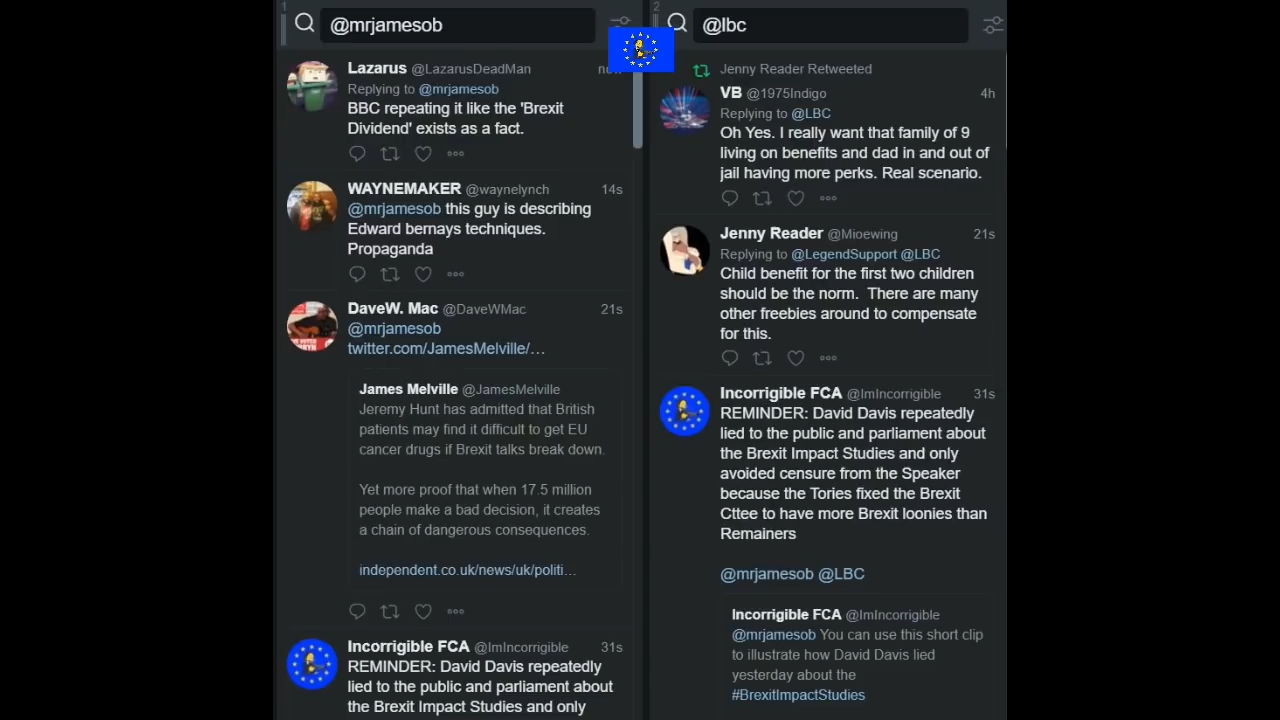 1
@mrjamesob
Lazarus @LazarusDeadMan
Replying to @mrjamesob
BBC repeating it like the 'Brexit
Dividend' exists as a fact.
WAYNEMAKER @waynelynch 14s
@mrjamesob this guy is describing
Edward bernays techniques.
Propaganda
DaveW. Mac @DaveWMac 21s
@mrjamesob
twitter.com/JamesMelville/…
James Melville @JamesMelville
Jeremy Hunt has admitted that British
patients may find it difficult to get EU
cancer drugs if Brexit talks break down.
Yet more proof that when 17.5 million
people make a bad decision, it creates
a chain of dangerous consequences.
independent.co.uk/news/uk/politi…
Incorrigible FCA @ImIncorrigible 31s
REMINDER: David Davis repeatedly
lied to the public and parliament about
the Brexit Impact Studies and only
2
@lbc
Jenny Reader Retweeted
VB @1975Indigo 4h
Replying to @LBC
Oh Yes. I really want that family of 9
living on benefits and dad in and out of
jail having more perks. Real scenario.
Jenny Reader @Mioewing 21s
Replying to @LegendSupport @LBC
Child benefit for the first two children
should be the norm.  There are many
other freebies around to compensate
for this.
Incorrigible FCA @ImIncorrigible 31s
REMINDER: David Davis repeatedly
lied to the public and parliament about
the Brexit Impact Studies and only
avoided censure from the Speaker
because the Tories fixed the Brexit
Cttee to have more Brexit loonies than
Remainers
@mrjamesob @LBC
Incorrigible FCA @ImIncorrigible
@mrjamesob You can use this short clip
to illustrate how David Davis lied
yesterday about the
#BrexitImpactStudies